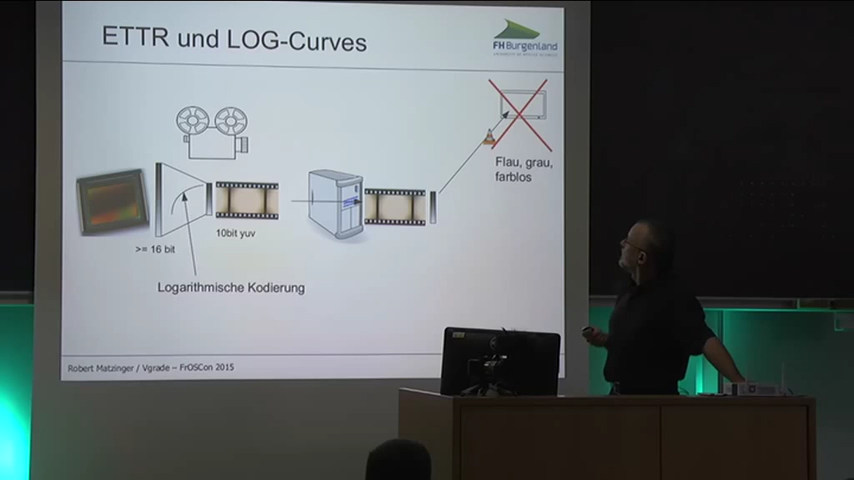 ETTR und LOG-Curves
FH Burgenland
Flau, grau,
farblos
10bit yuv
>= 16 bit
Logarithmische Kodierung
Robert Matzinger / Vgrade – FrOSCon 2015